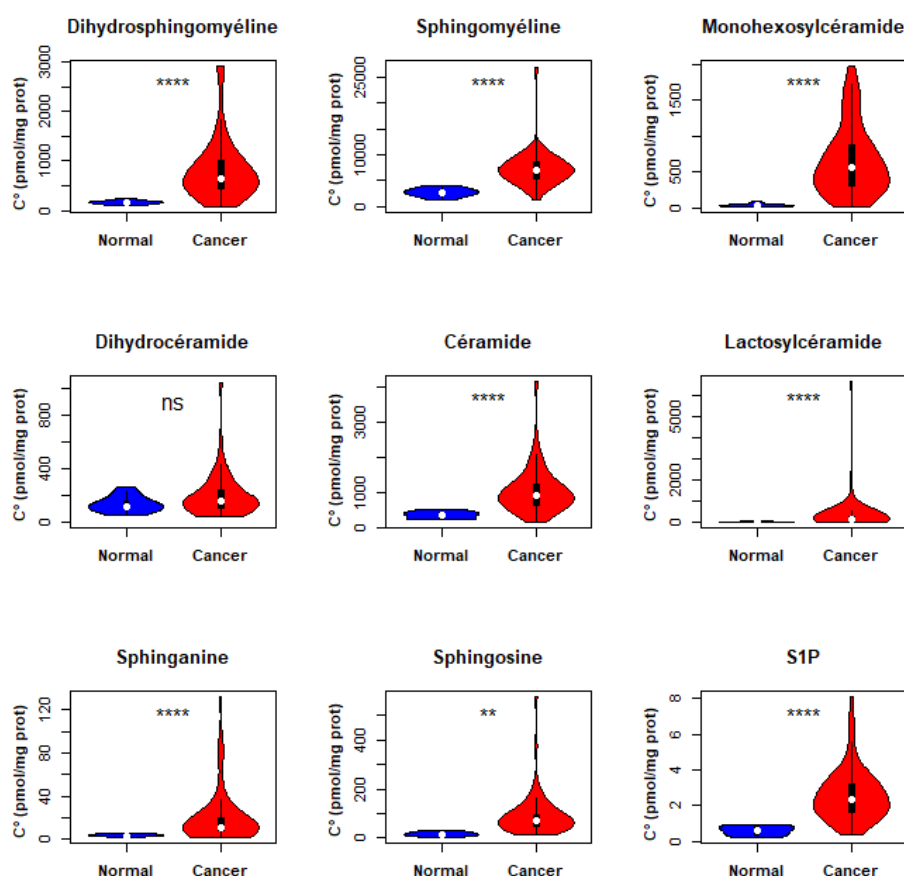 Dihydrosphingomyéline
C° (pmol/mg prot)
0 1000 2000 3000
****
Normal Cancer
Sphingomyéline
C° (pmol/mg prot)
0 10000 25000
****
Normal Cancer
Monohexosylcéramide
C° (pmol/mg prot)
0 500 1500
****
Normal Cancer
Dihydrocéramide
C° (pmol/mg prot)
0 400 800
ns
Normal Cancer
Céramide
C° (pmol/mg prot)
0 1000 3000
****
Normal Cancer
Lactosylcéramide
C° (pmol/mg prot)
0 2000 5000
****
Normal Cancer
Sphinganine
C° (pmol/mg prot)
0 40 80 120
****
Normal Cancer
Sphingosine
C° (pmol/mg prot)
0 200 400
**
Normal Cancer
S1P
C° (pmol/mg prot)
0 2 4 6 8
****
Normal Cancer